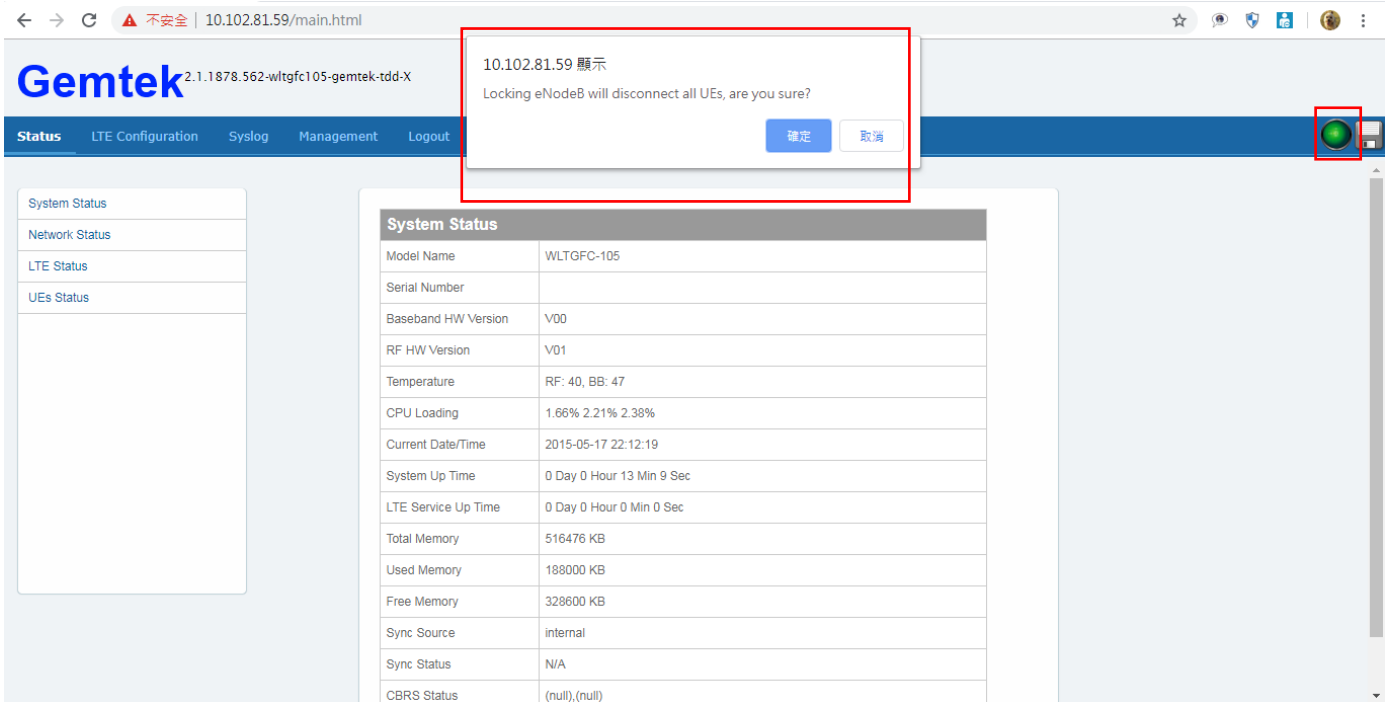 不安全 10.102.81.59/main.html
10.102.81.59 顯示
Locking eNodeB will disconnect all UEs, are you sure?
確定 取消
Gemtek 2.1.1878.562-wltgfc105-gemtek-tdd-X
Status LTE Configuration Syslog Management Logout
System Status
Network Status
LTE Status
UEs Status
System Status
Model Name WLTGFC-105
Serial Number
Baseband HW Version V00
RF HW Version V01
Temperature RF: 40, BB: 47
CPU Loading 1.66% 2.21% 2.38%
Current Date/Time 2015-05-17 22:12:19
System Up Time 0 Day 0 Hour 13 Min 9 Sec
LTE Service Up Time 0 Day 0 Hour 0 Min 0 Sec
Total Memory 516476 KB
Used Memory 188000 KB
Free Memory 328600 KB
Sync Source internal
Sync Status N/A
CBRS Status (null),(null)